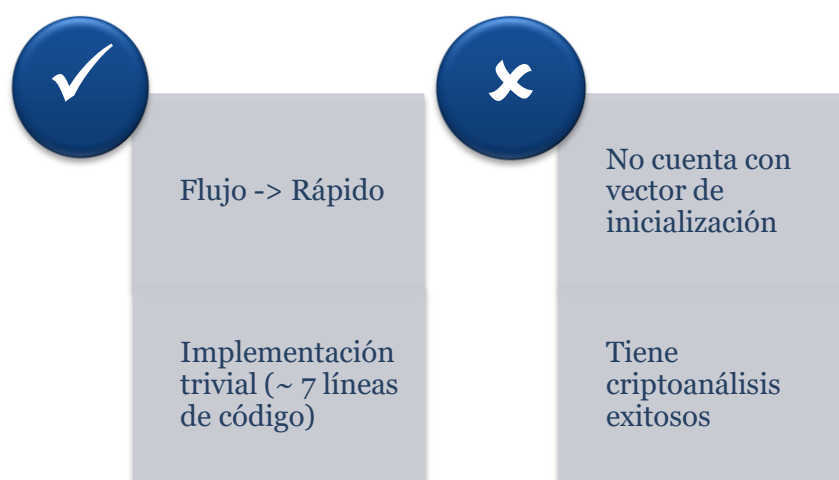 Flujo -> Rápido
Implementación
trivial (~ 7 líneas
de código)
No cuenta con
vector de
inicialización
Tiene
criptoanálisis
exitosos